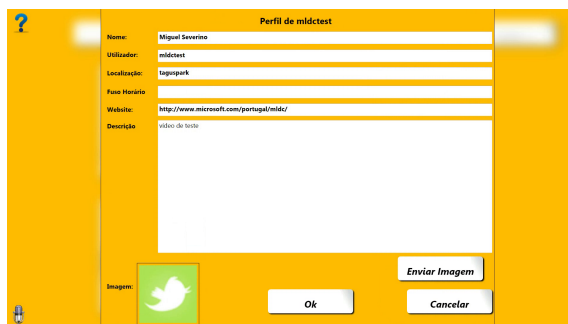 Perfil de mldctest
Nome: Miguel Severino
Utilizador: mldctest
Localização: taguspark
Fuso Horário
Website: http://www.microsoft.com/portugal/mldc/
Descrição video de teste
Enviar Imagem
Imagem:
Ok Cancelar